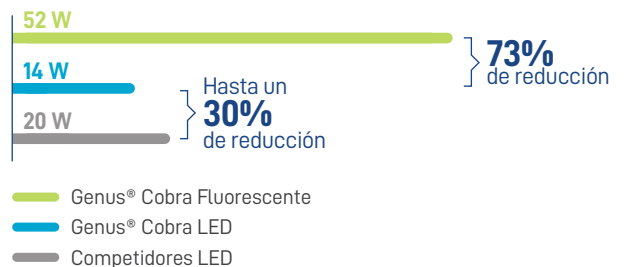 52 W
73%
de reducción
14 W
Hasta un
30%
de reducción
20 W
Genus® Cobra Fluorescente
Genus® Cobra LED
Competidores LED